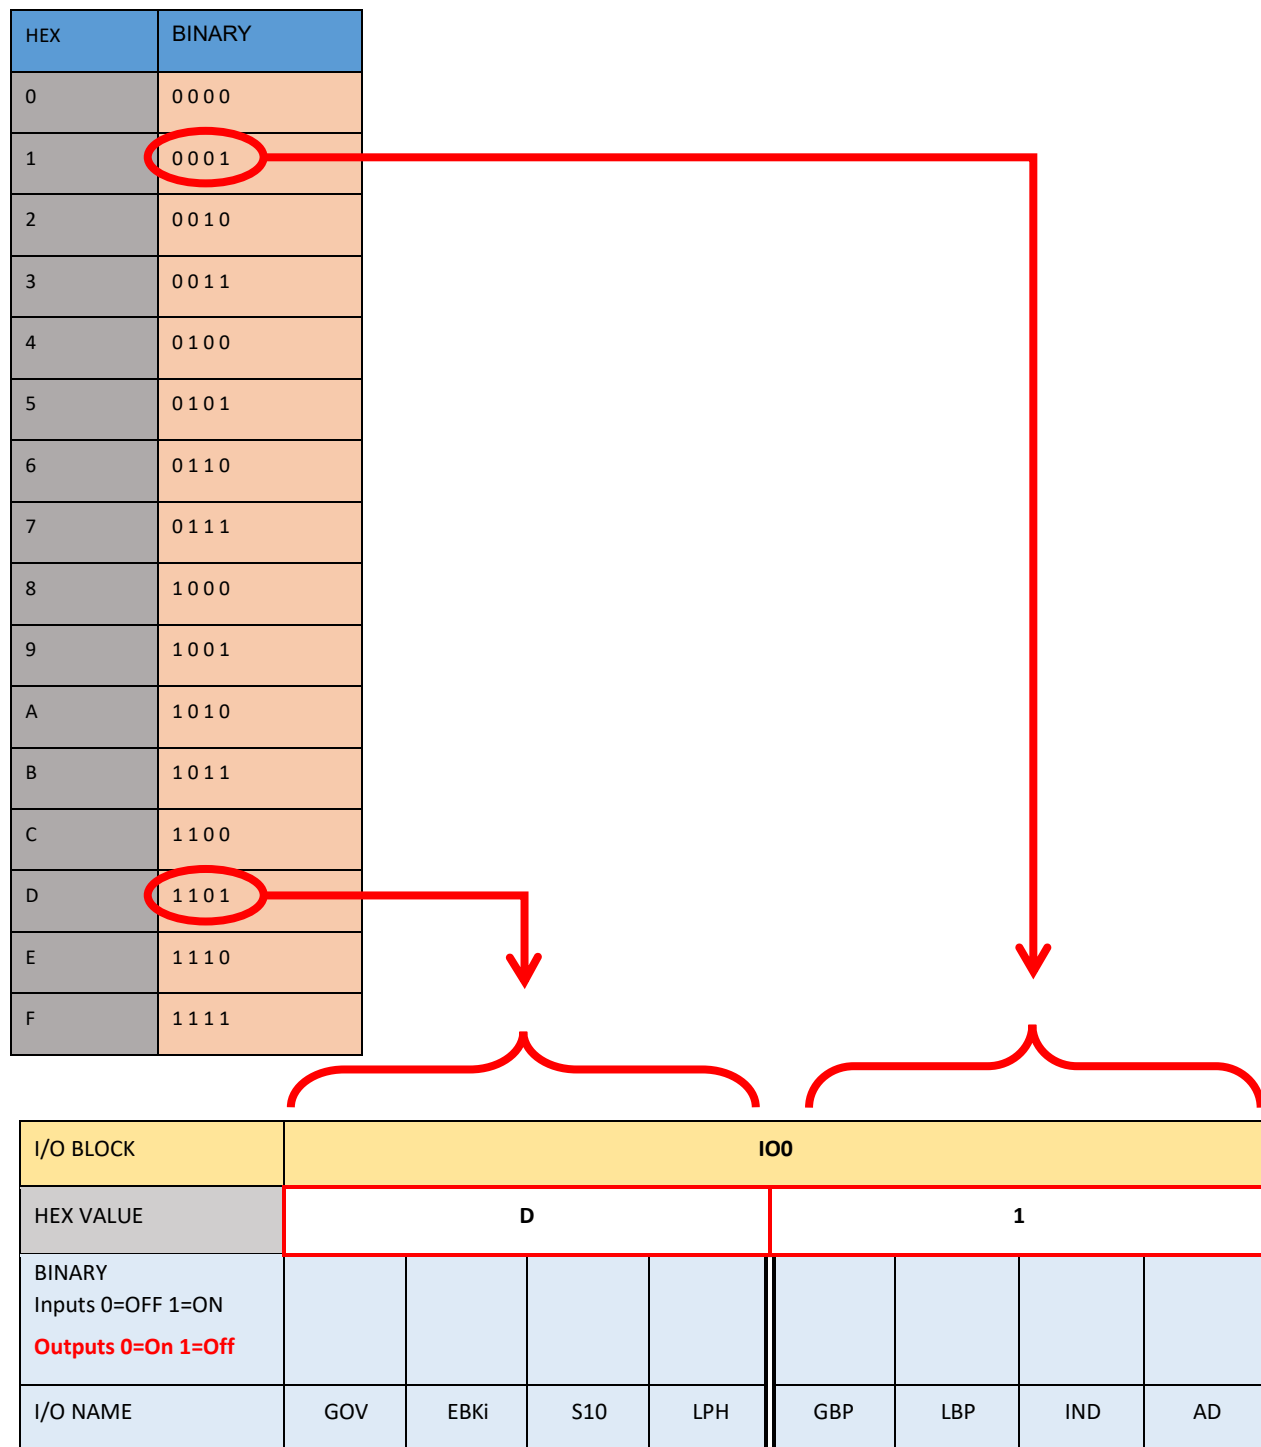 HEX BINARY
0 0 0 0 0
1 0 0 0 1
2 0 0 1 0
3 0 0 1 1
4 0 1 0 0
5 0 1 0 1
6 0 1 1 0
7 0 1 1 1
8 1 0 0 0
9 1 0 0 1
A 1 0 1 0
B 1 0 1 1
C 1 1 0 0
D 1 1 0 1
E 1 1 1 0
F 1 1 1 1
I/O BLOCK IO0
HEX VALUE D 1
BINARY
Inputs 0=OFF 1=ON
Outputs 0=On 1=Off
I/O NAME GOV EBKi S10 LPH GBP LBP IND AD